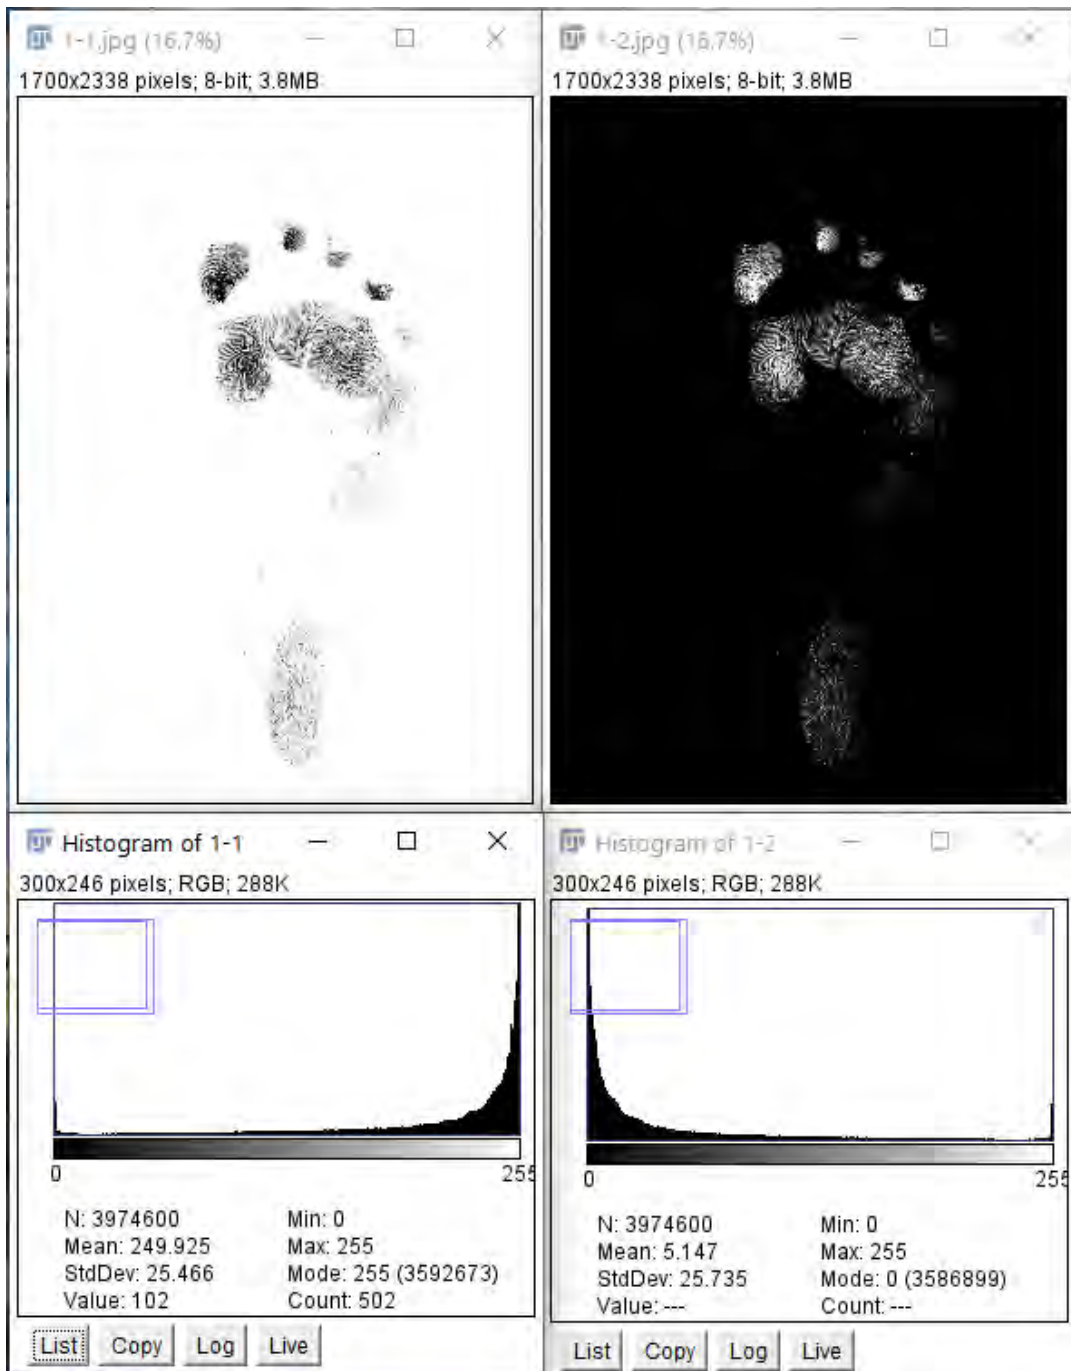 1-1.jpg (16.7%)
1700x2338 pixels; 8-bit; 3.8MB
1-2.jpg (16.7%)
1700x2338 pixels; 8-bit; 3.8MB
Histogram of 1-1
300x246 pixels; RGB; 288K
0
255
N: 3974600
Min: 0
Mean: 249.925
Max: 255
StdDev: 25.466
Mode: 255 (3592673)
Value: 102
Count: 502
List
Copy
Log
Live
Histogram of 1-2
300x246 pixels; RGB; 288K
0
255
N: 3974600
Min: 0
Mean: 5.147
Max: 255
StdDev: 25.735
Mode: 0 (3586899)
Value: ---
Count: ---
List
Copy
Log
Live